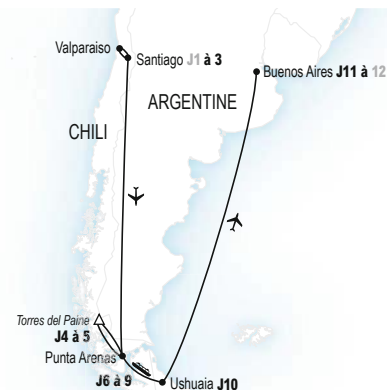 Valparaiso
Santiago J1 à 3
Buenos Aires J11 à 12
ARGENTINE
CHILI
Torres del Paine
J4 à 5
Punta Arenas
J6 à 9
Ushuaia J10